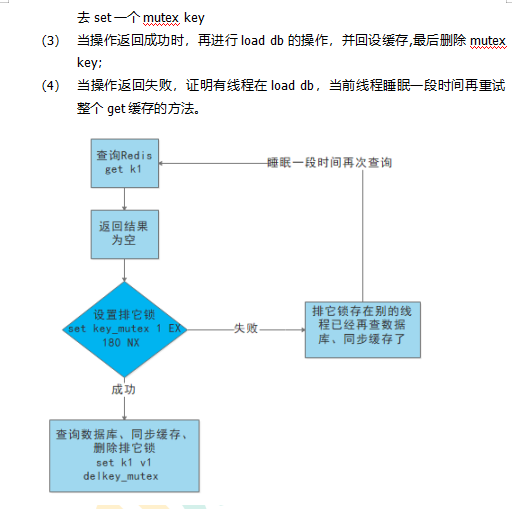 去 set 一个 mutex key
(3) 当操作返回成功时，再进行 load db 的操作，并回设缓存,最后删除 mutex
key;
(4) 当操作返回失败，证明有线程在 load db，当前线程睡眠一段时间再重试
整个 get 缓存的方法。
查询Redis
get k1
睡眠一段时间再次查询
返回结果
为空
设置排它锁
set key_mutex 1 EX
180 NX
失败
排它锁存在别的线
程已经再查数据
库、同步缓存了
成功
查询数据库、同步缓存、
删除排它锁
set k1 v1
delkey_mutex